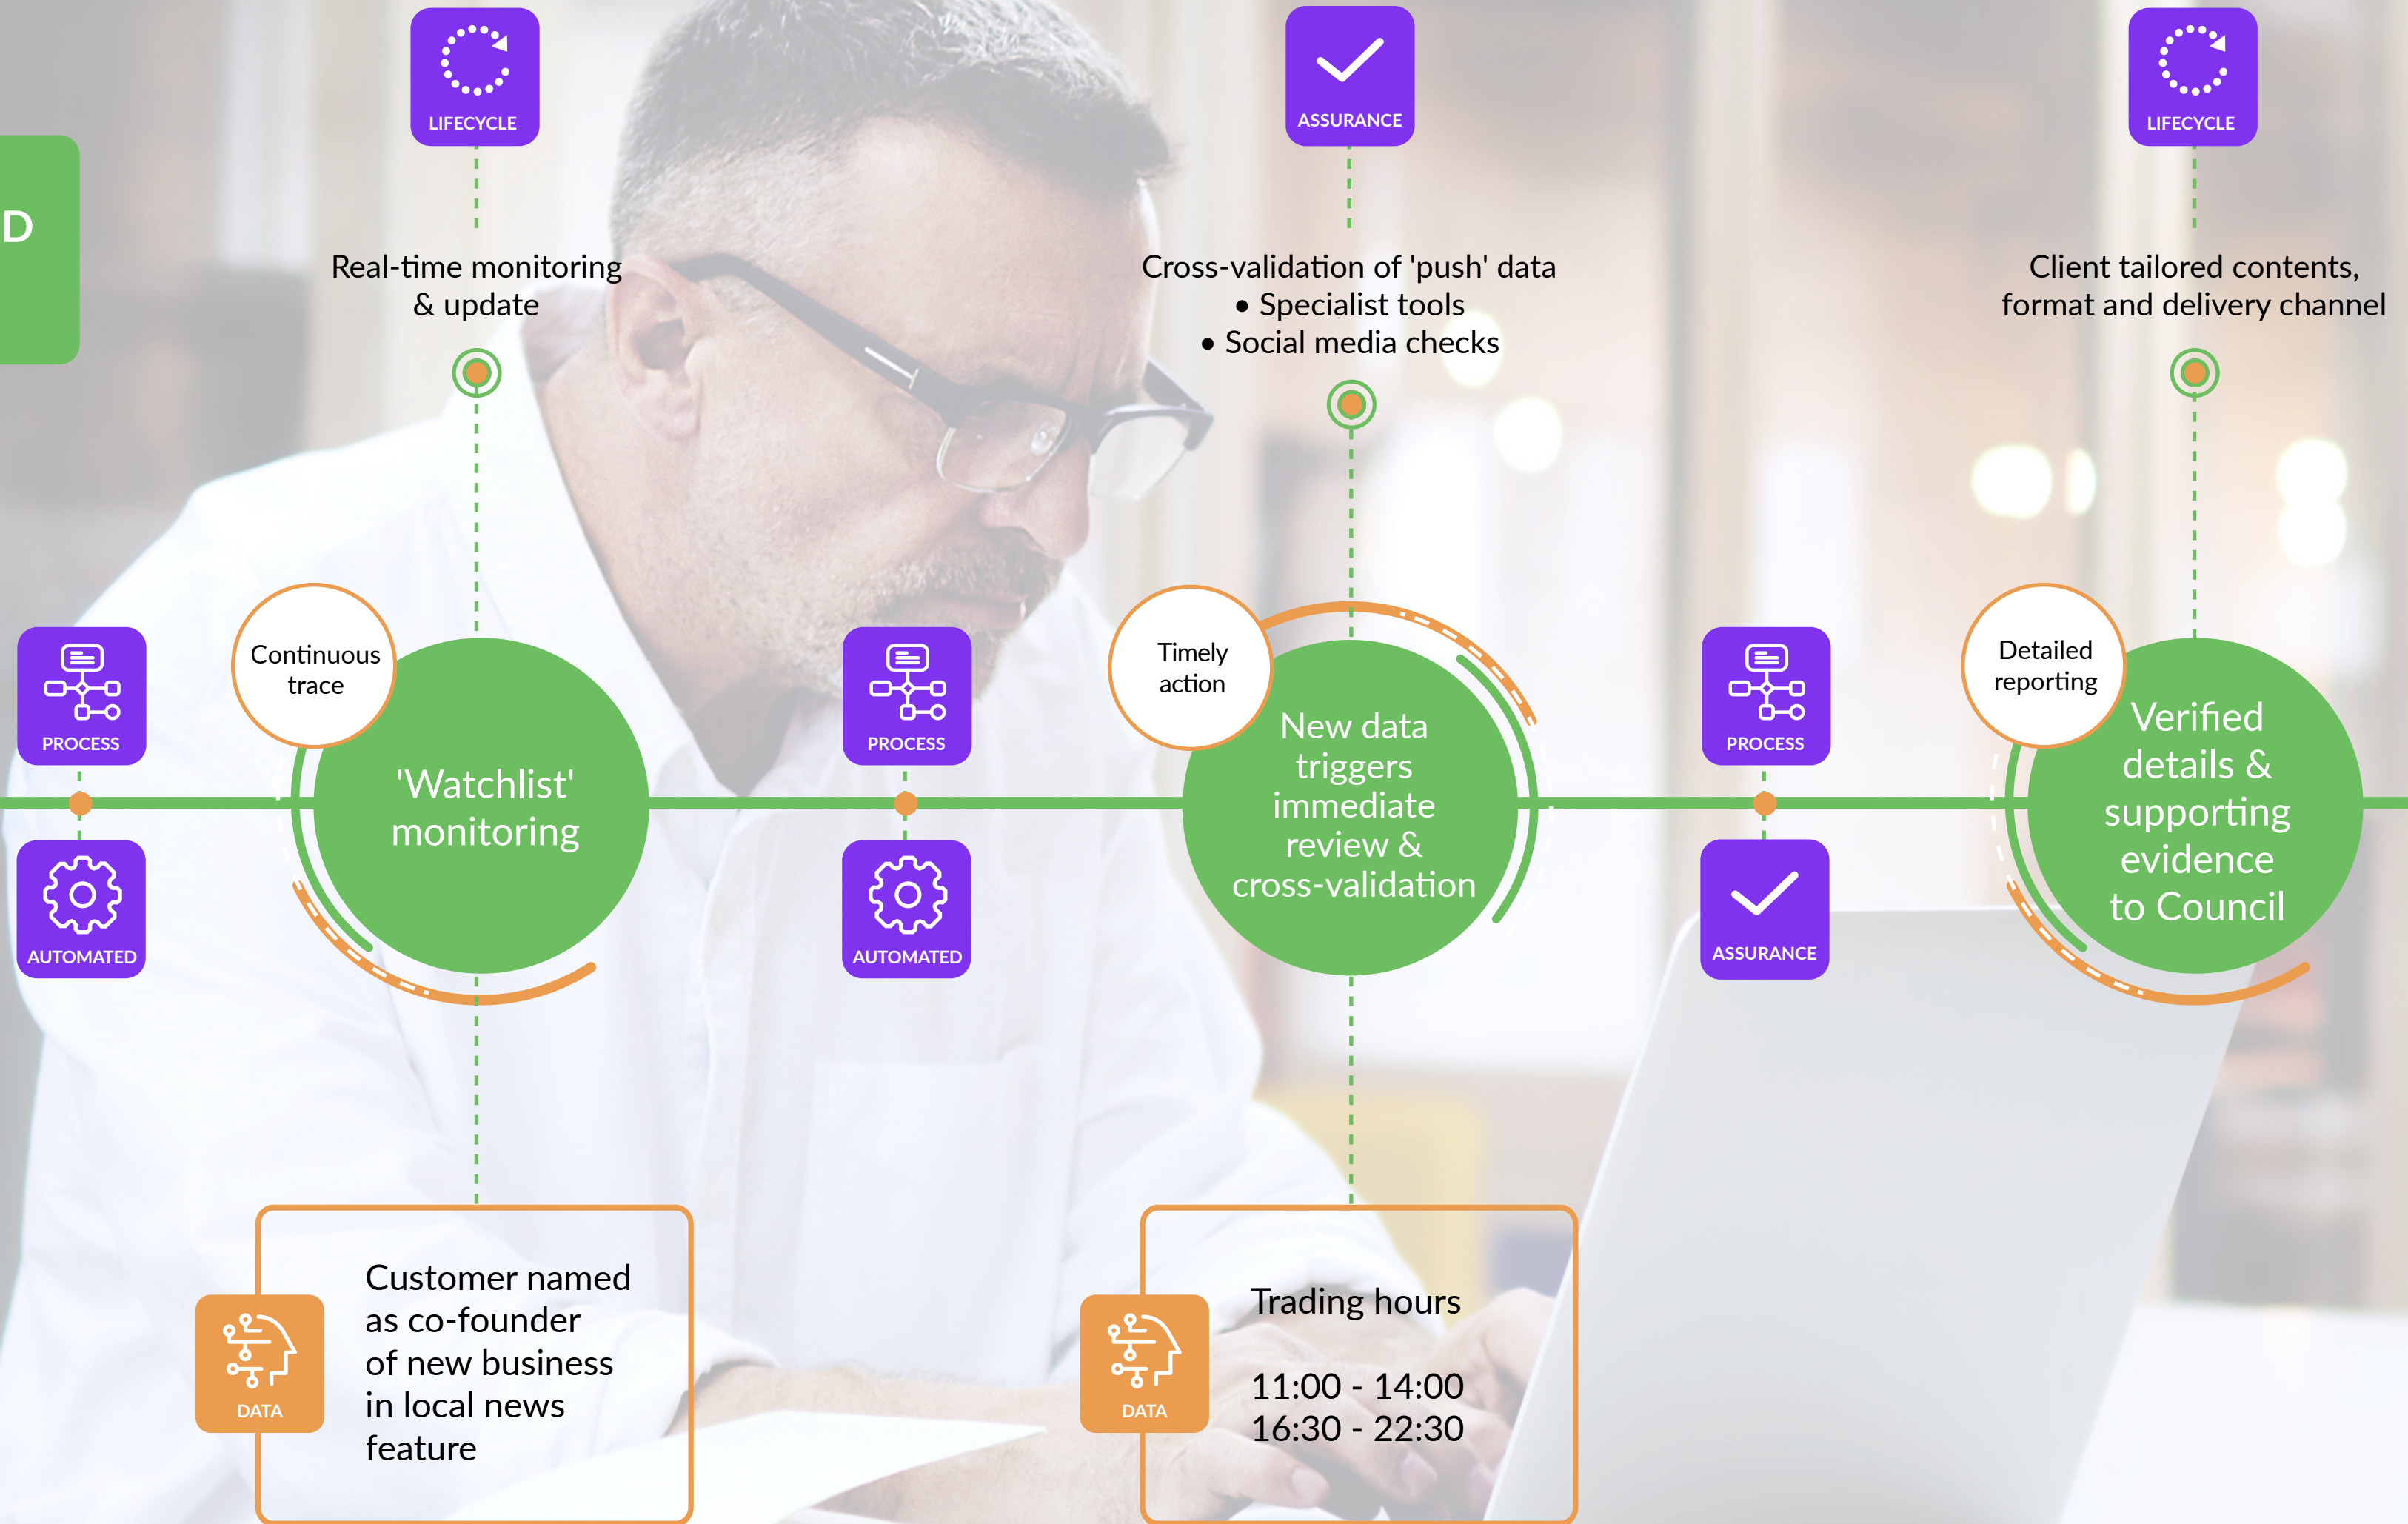 LIFECYCLE
ASSURANCE
LIFECYCLE
D
Real-time monitoring
& update
Cross-validation of 'push' data
• Specialist tools
• Social media checks
Client tailored contents,
format and delivery channel
PROCESS
AUTOMATED
Continuous
trace
'Watchlist'
monitoring
PROCESS
AUTOMATED
Timely
action
New data
triggers
immediate
review &
cross-validation
PROCESS
ASSURANCE
Detailed
reporting
Verified
details &
supporting
evidence
to Council
DATA
Customer named
as co-founder
of new business
in local news
feature
DATA
Trading hours
11:00 - 14:00
16:30 - 22:30